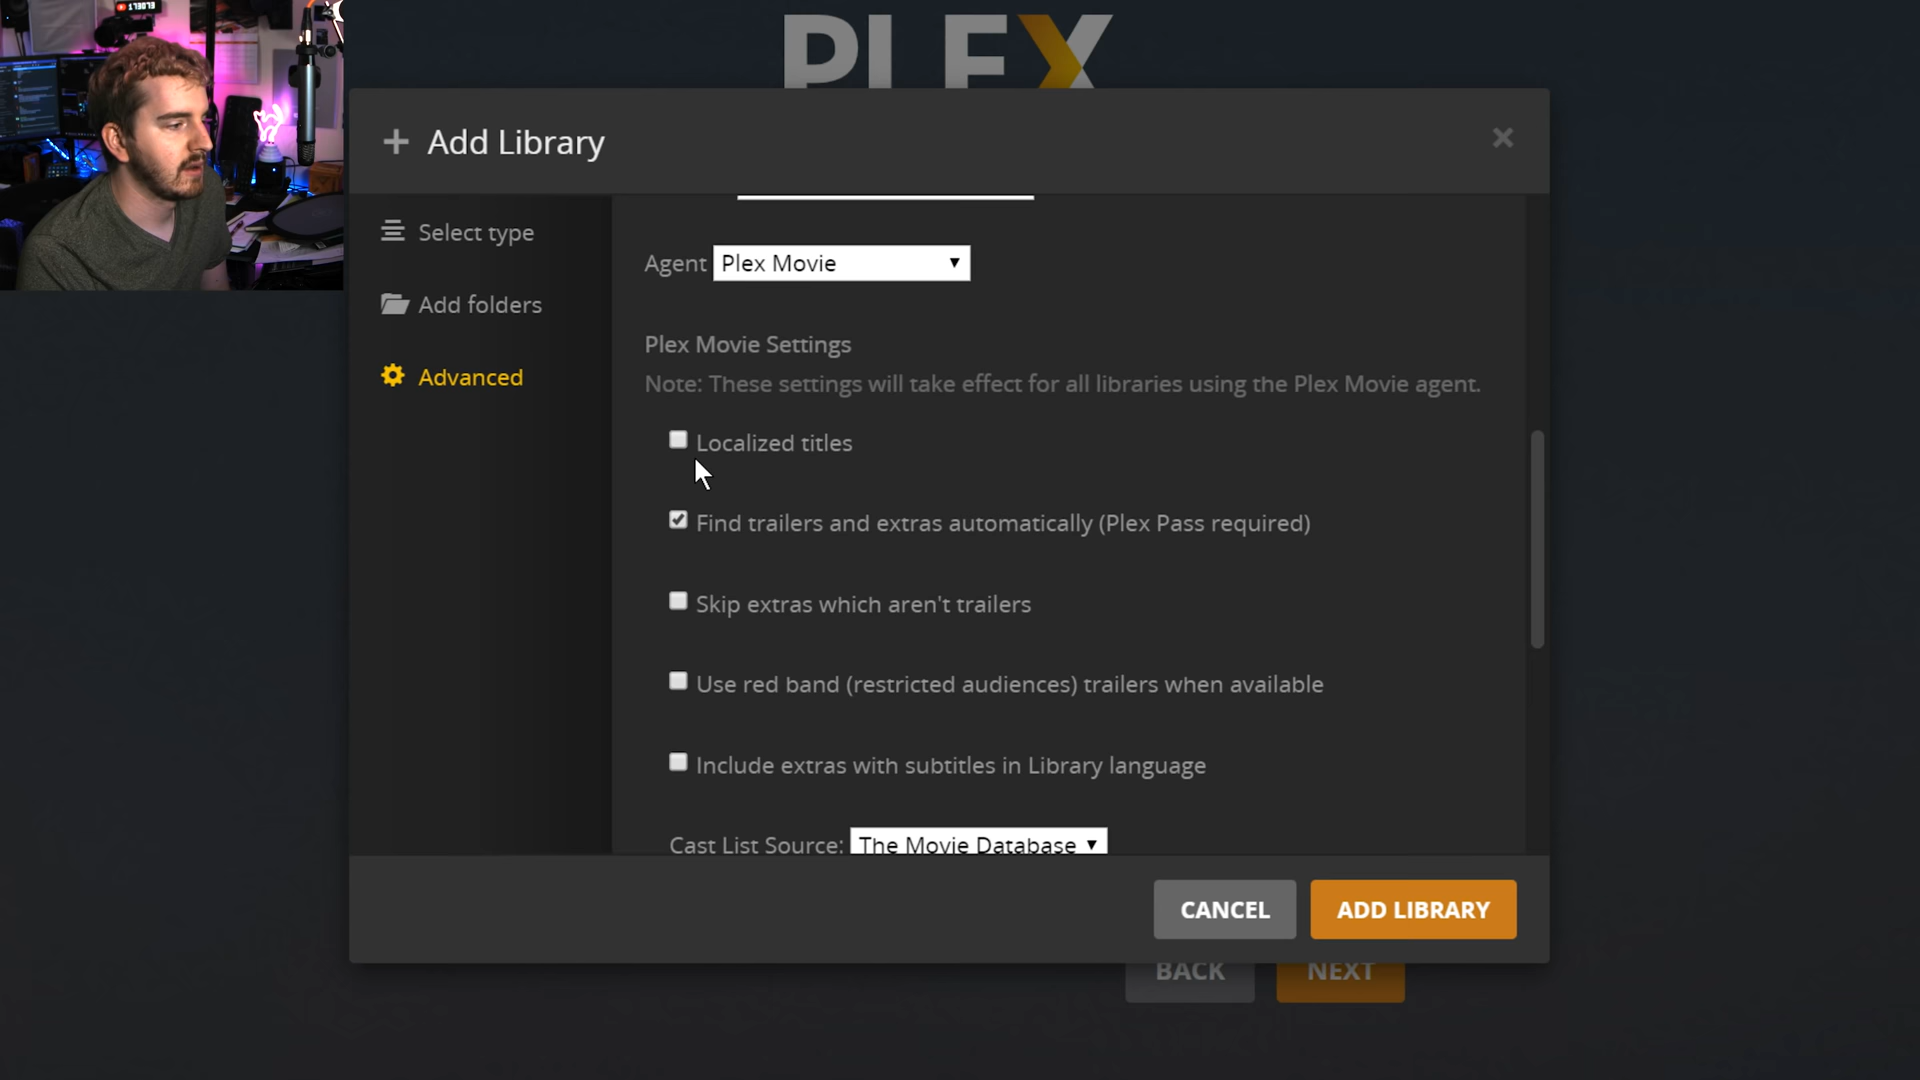 173073
PLEX
+ Add Library
×
Select type
Add folders
Advanced
Agent Plex Movie
Plex Movie Settings
Note: These settings will take effect for all libraries using the Plex Movie agent.
Localized titles
Find trailers and extras automatically (Plex Pass required)
Skip extras which aren't trailers
Use red band (restricted audiences) trailers when available
Include extras with subtitles in Library language
Cast List Source: The Movie Database
CANCEL
ADD LIBRARY
BACK
NEXT